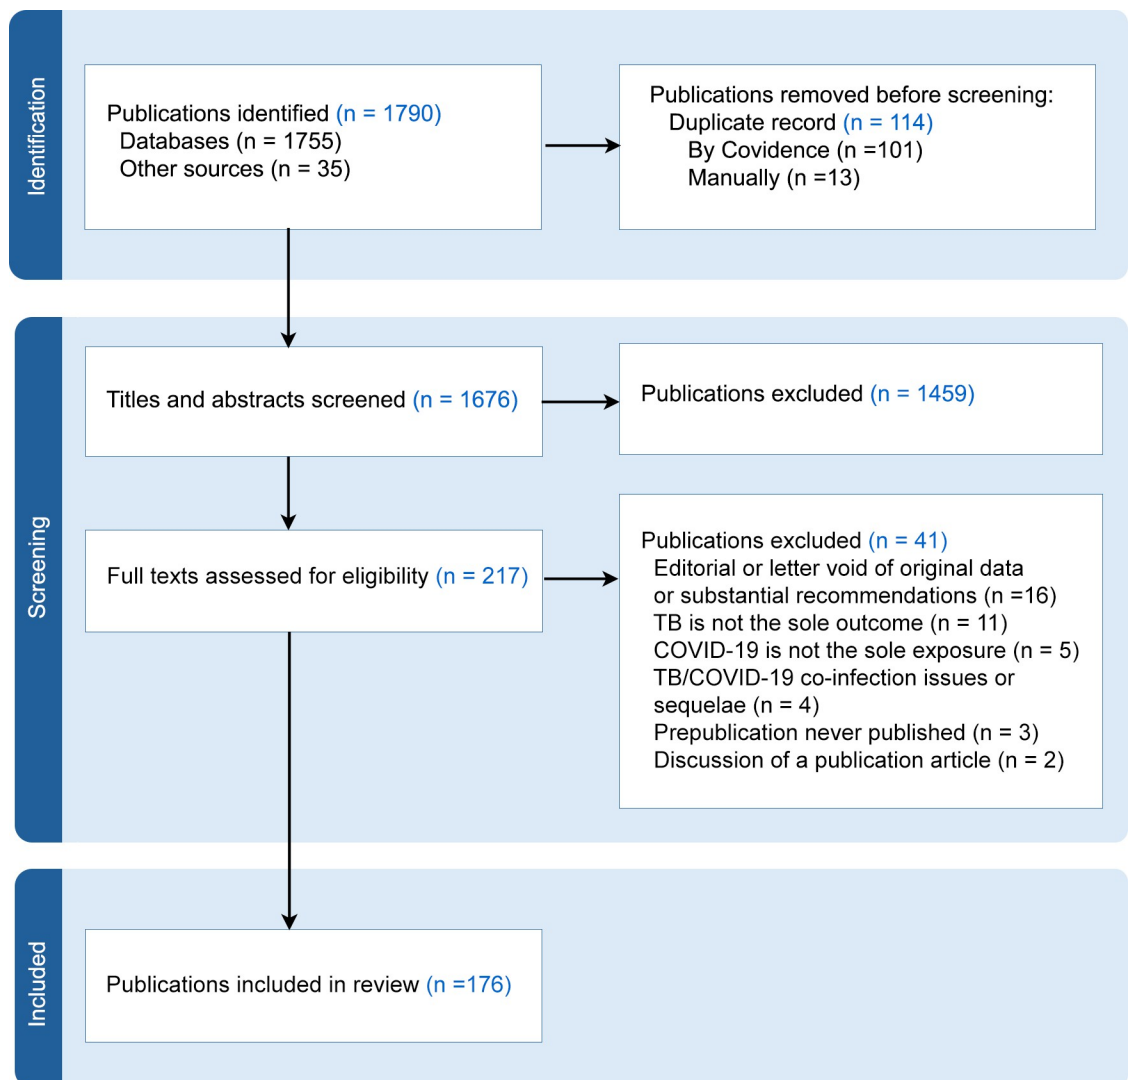 Identification
Publications identified (n = 1790)
Databases (n = 1755)
Other sources (n = 35)
Publications removed before screening:
Duplicate record (n = 114)
By Covidence (n =101)
Manually (n =13)
Screening
Titles and abstracts screened (n = 1676)
Publications excluded (n = 1459)
Full texts assessed for eligibility (n = 217)
Publications excluded (n = 41)
Editorial or letter void of original data
or substantial recommendations (n =16)
TB is not the sole outcome (n = 11)
COVID-19 is not the sole exposure (n = 5)
TB/COVID-19 co-infection issues or
sequelae (n = 4)
Prepublication never published (n = 3)
Discussion of a publication article (n = 2)
Included
Publications included in review (n =176)